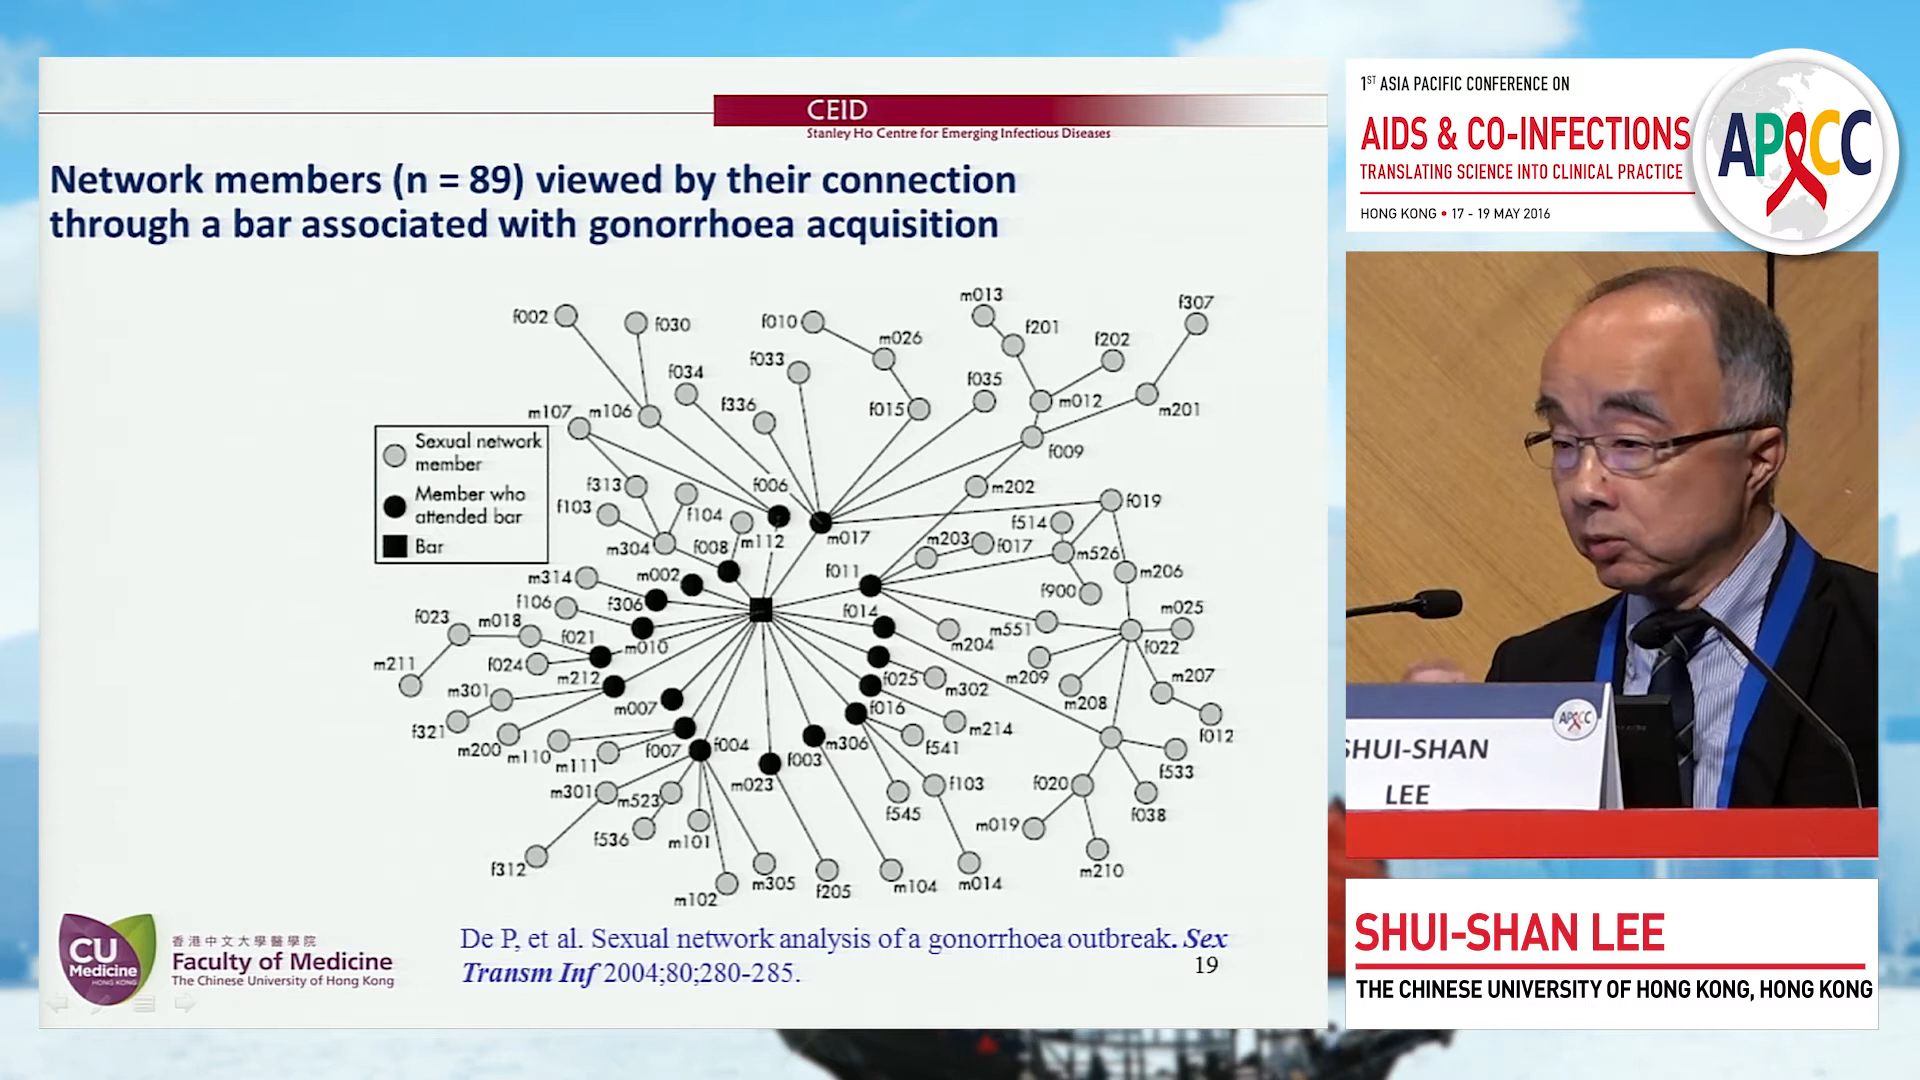 CEID
Stanley Ho Centre for Emerging Infectious Diseases
Network members (n = 89) viewed by their connection
through a bar associated with gonorrhoea acquisition
Sexual network
member
Member who
attended bar
Bar
f002
f030
f010
m026
m013
f201
f202
f307
f034
f033
f035
m107
m106
f336
f015
m012
m201
f009
f313
f006
m202
f019
f103
f104
m112
m017
f514
m304
f008
m203
f017
m526
m314
m002
f011
f900
m206
f106
f306
f014
m025
f023
m018
f021
m010
m204
m551
f022
m211
f024
m212
f025
m302
m209
m207
m301
m007
f016
m208
f321
m200
m110
m111
f007
f004
m306
f541
m214
f012
m301
m523
m023
f003
f103
f020
f533
f536
m101
f545
m019
f038
f312
m102
m305
f205
m104
m014
m210
De P, et al. Sexual network analysis of a gonorrhoea outbreak. Sex
Transm Inf 2004;80;280-285.
19
CU
Medicine
HONG KONG
香港中文大學醫學院
Faculty of Medicine
The Chinese University of Hong Kong
1ST ASIA PACIFIC CONFERENCE ON
AIDS & CO-INFECTIONS
TRANSLATING SCIENCE INTO CLINICAL PRACTICE
HONG KONG • 17 - 19 MAY 2016
APACC
APACC
SHUI-SHAN
LEE
SHUI-SHAN LEE
THE CHINESE UNIVERSITY OF HONG KONG, HONG KONG